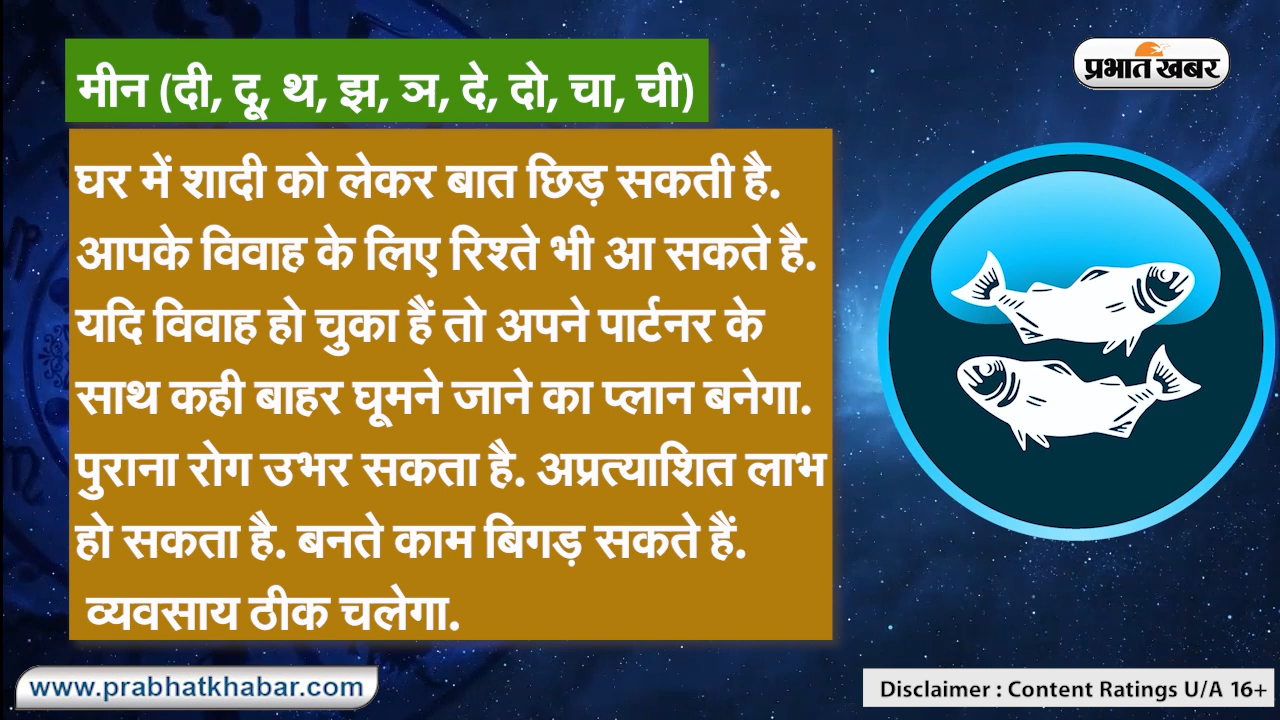 मीन (दी, दू, थ, झ, ञ, दे, दो, चा, ची)
प्रभात खबर
घर में शादी को लेकर बात छिड़ सकती है.
आपके विवाह के लिए रिश्ते भी आ सकते है.
यदि विवाह हो चुका हैं तो अपने पार्टनर के
साथ कही बाहर घूमने जाने का प्लान बनेगा.
पुराना रोग उभर सकता है. अप्रत्याशित लाभ
हो सकता है. बनते काम बिगड़ सकते हैं.
व्यवसाय ठीक चलेगा.
www.prabhatkhabar.com
Disclaimer : Content Ratings U/A 16+